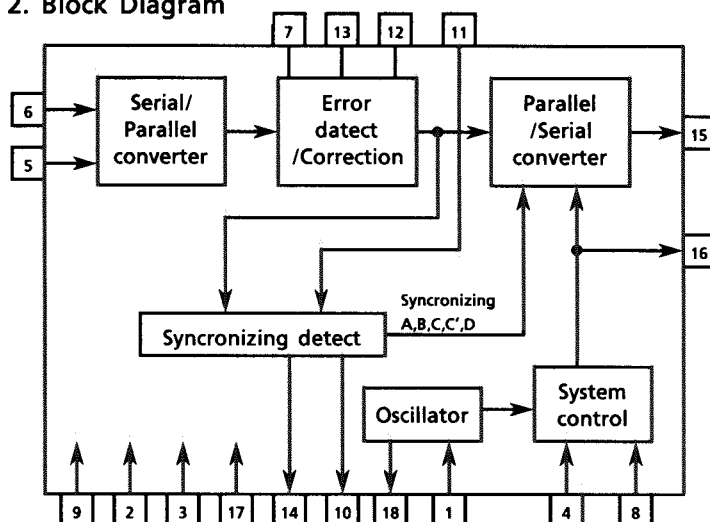 2. Block Diagram
7 13 12 11
6
5
Serial/
Parallel
converter
Error
datect
/Correction
Parallel
/Serial
converter
15
16
Syncronizing
A,B,C,C',D
Syncronizing detect
Oscillator
System
control
9 2 3 17 14 10 18 1 4 8